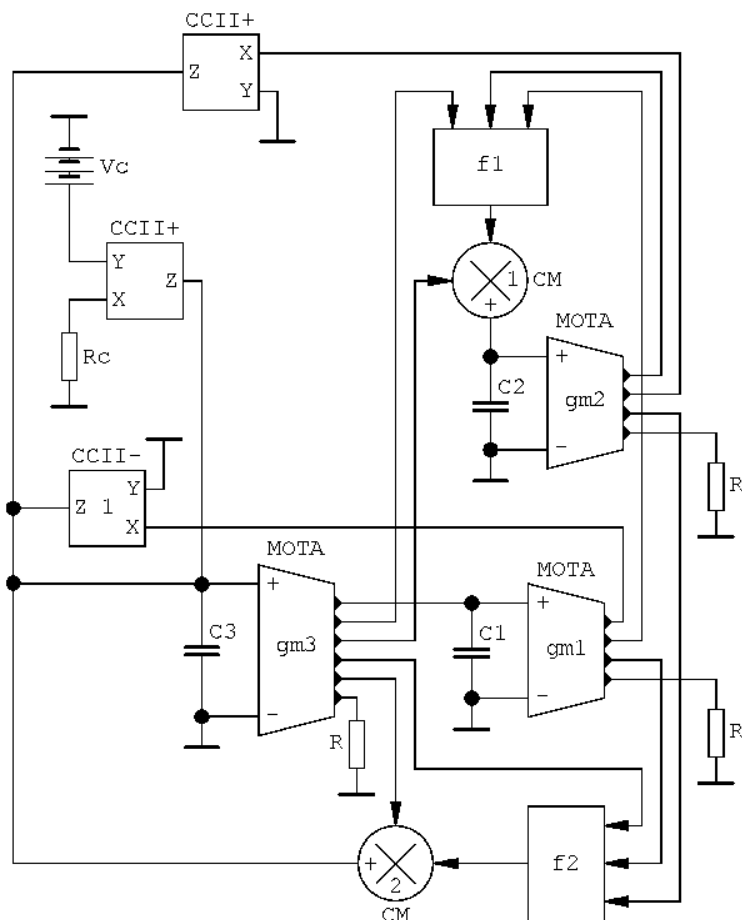 CCII+
X
Z
Y
Vc
f1
CCII+
Y
Z
X
1 CM
+
Rc
MOTA
+
C2
gm2
−
CCII-
Y
Z 1
X
R
MOTA
MOTA
+
+
C3
C1
gm3
gm1
−
−
R
R
+
f2
2
CM